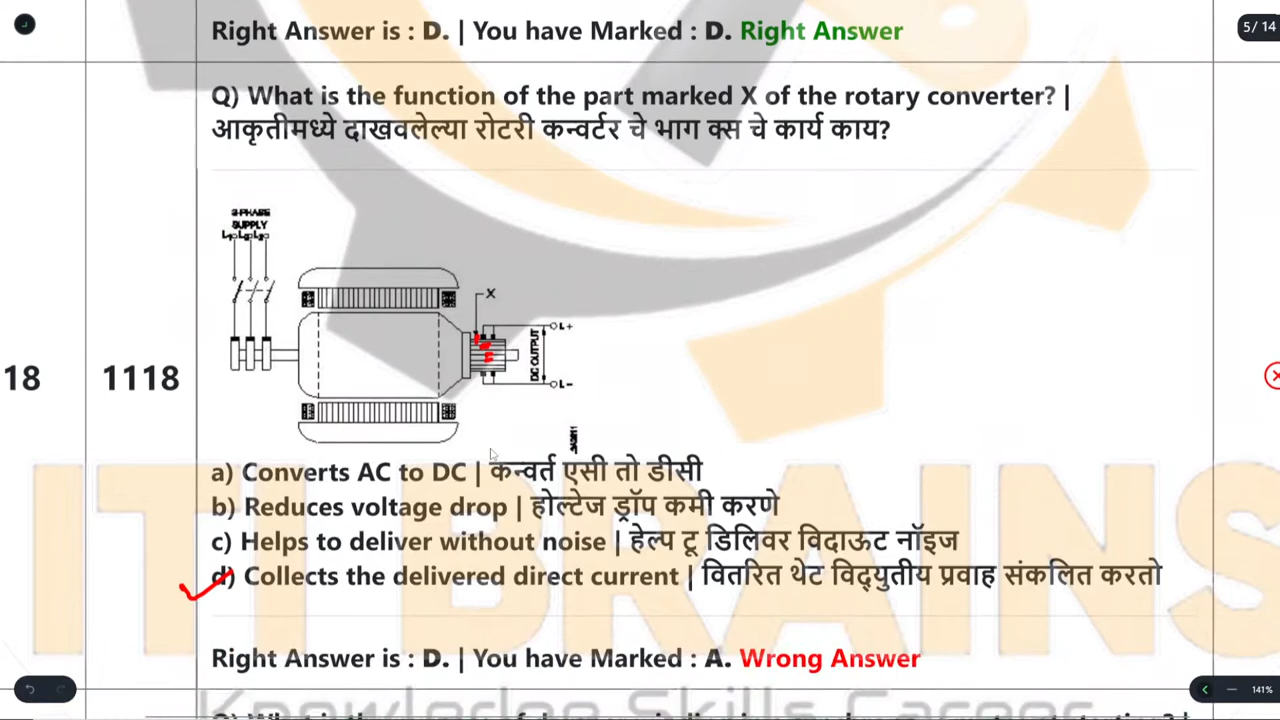 Right Answer is : D. | You have Marked : D. Right Answer
5 / 14
Q) What is the function of the part marked X of the rotary converter? |
आकृतीमध्ये दाखवलेल्या रोटरी कन्वर्टर चे भाग क्स चे कार्य काय?
3-PHASE
SUPPLY
L1 L2 L3
X
L+
DC OUTPUT
L-
18
1118
a) Converts AC to DC | कन्वर्त एसी तो डीसी
b) Reduces voltage drop | होल्टेज ड्रॉप कमी करणे
c) Helps to deliver without noise | हेल्प टू डिलिवर विदाऊट नॉइज
d) Collects the delivered direct current | वितरित थेट विद्युतीय प्रवाह संकलित करतो
ITI BRAINS
Right Answer is : D. | You have Marked : A. Wrong Answer
141%
Knowledge Skills Career